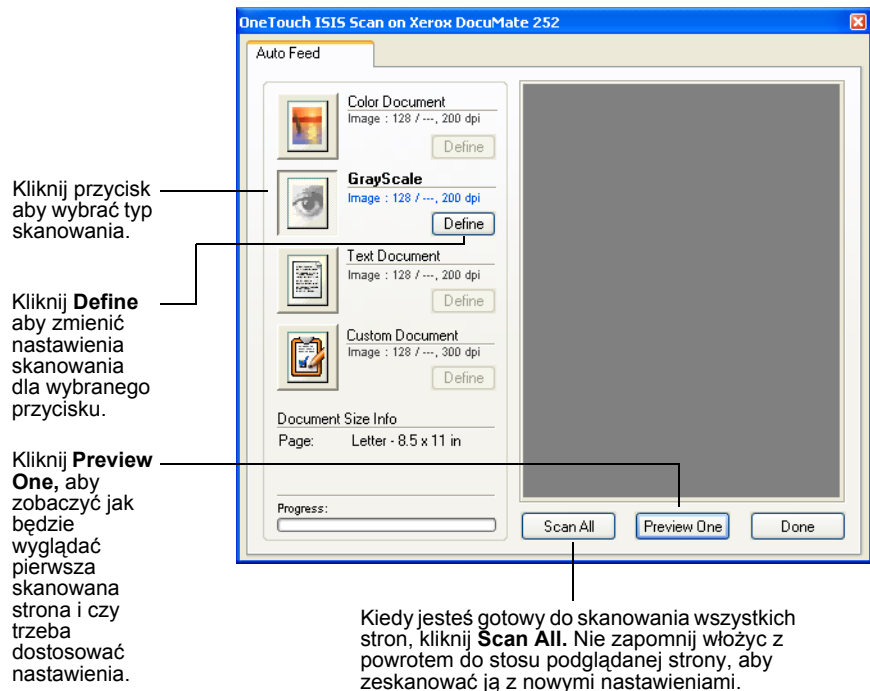 OneTouch ISIS Scan on Xerox DocuMate 252
Auto Feed
Color Document
Image : 128 / ---, 200 dpi
Define
GrayScale
Image : 128 / ---, 200 dpi
Define
Text Document
Image : 128 / ---, 200 dpi
Define
Custom Document
Image : 128 / ---, 300 dpi
Define
Document Size Info
Page: Letter - 8.5 x 11 in
Progress:
Scan All Preview One Done
Kliknij przycisk
aby wybrać typ
skanowania.
Kliknij Define
aby zmienić
nastawienia
skanowania
dla wybranego
przycisku.
Kliknij Preview
One, aby
zobaczyć jak
będzie
wyglądać
pierwsza
skanowana
strona i czy
trzeba
dostosować
nastawienia.
Kiedy jesteś gotowy do skanowania wszystkich
stron, kliknij Scan All. Nie zapomnij włożyc z
powrotem do stosu podglądanej strony, aby
zeskanować ją z nowymi nastawieniami.